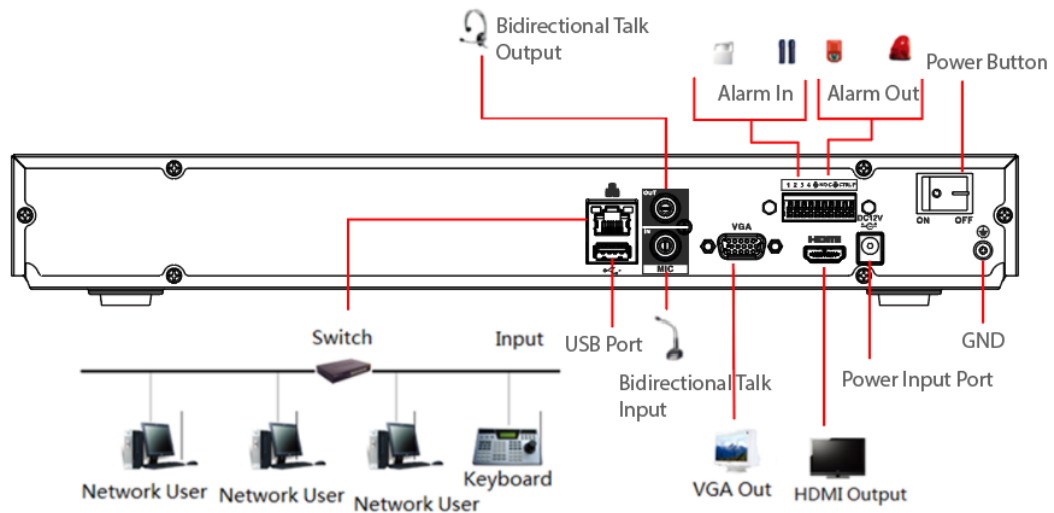 Bidirectional Talk
Output
Alarm In
Alarm Out
Power Button
OUT
IN
MIC
VGA
1 2 3 4
HDMI
DC12V
ON
OFF
Switch
Input
USB Port
Bidirectional Talk
Input
GND
Power Input Port
Network User
Network User
Network User
Keyboard
VGA Out
HDMI Output